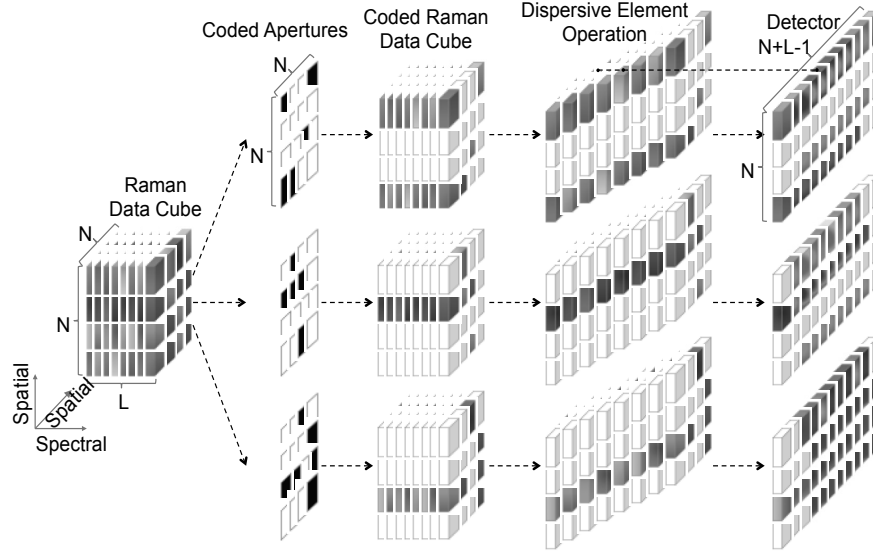 Coded Apertures
Coded Raman
Data Cube
Dispersive Element
Operation
Detector
N+L-1
N
N
N
Raman
Data Cube
N
N
L
Spatial
Spatial
Spectral